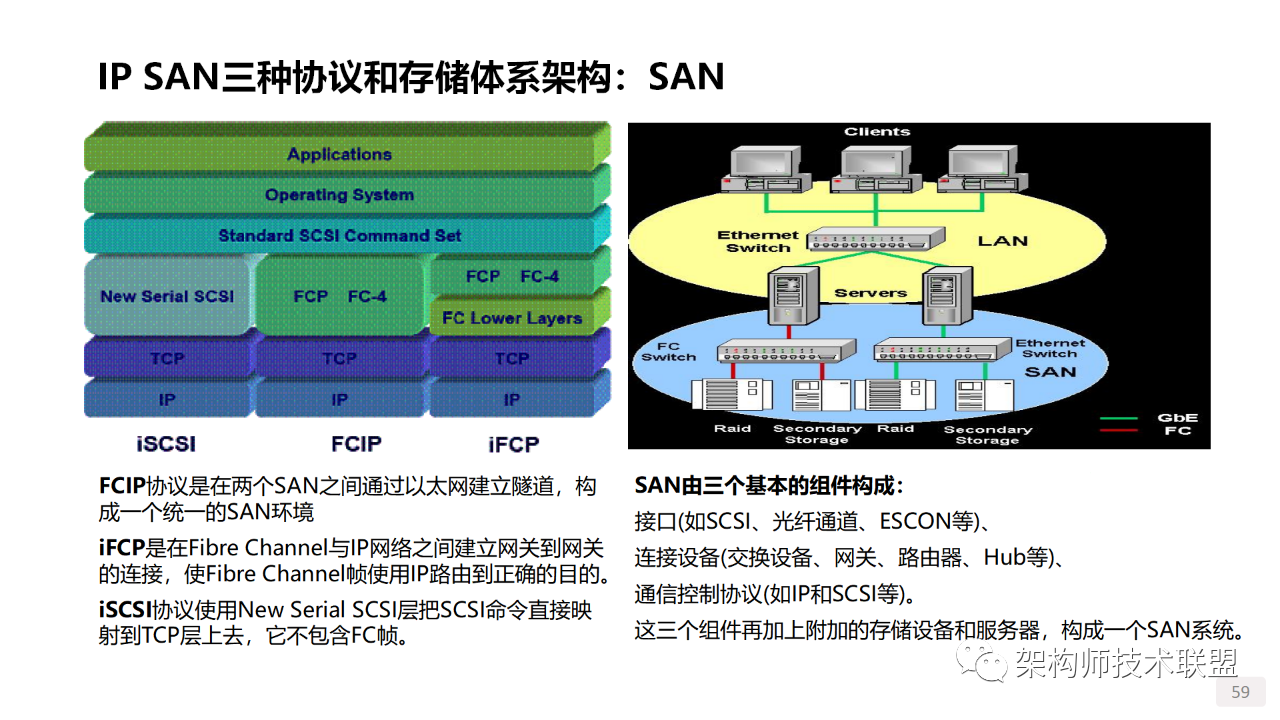 IP SAN三种协议和存储体系架构：SAN
Applications
Operating System
Standard SCSI Command Set
New Serial SCSI
FCP FC-4
FCP FC-4
FC Lower Layers
TCP
TCP
TCP
IP
IP
IP
iSCSI
FCIP
iFCP
FCIP协议是在两个SAN之间通过以太网建立隧道，构
成一个统一的SAN环境
iFCP是在Fibre Channel与IP网络之间建立网关到网关
的连接，使Fibre Channel帧使用IP路由到正确的目的。
iSCSI协议使用New Serial SCSI层把SCSI命令直接映
射到TCP层上去，它不包含FC帧。
Clients
Ethernet
Switch
LAN
Servers
FC
Switch
Ethernet
Switch
SAN
Raid
Secondary
Storage
Raid
Secondary
Storage
GbE
FC
SAN由三个基本的组件构成：
接口(如SCSI、光纤通道、ESCON等)、
连接设备(交换设备、网关、路由器、Hub等)、
通信控制协议(如IP和SCSI等)。
这三个组件再加上附加的存储设备和服务器，构成一个SAN系统。
架构师技术联盟
59